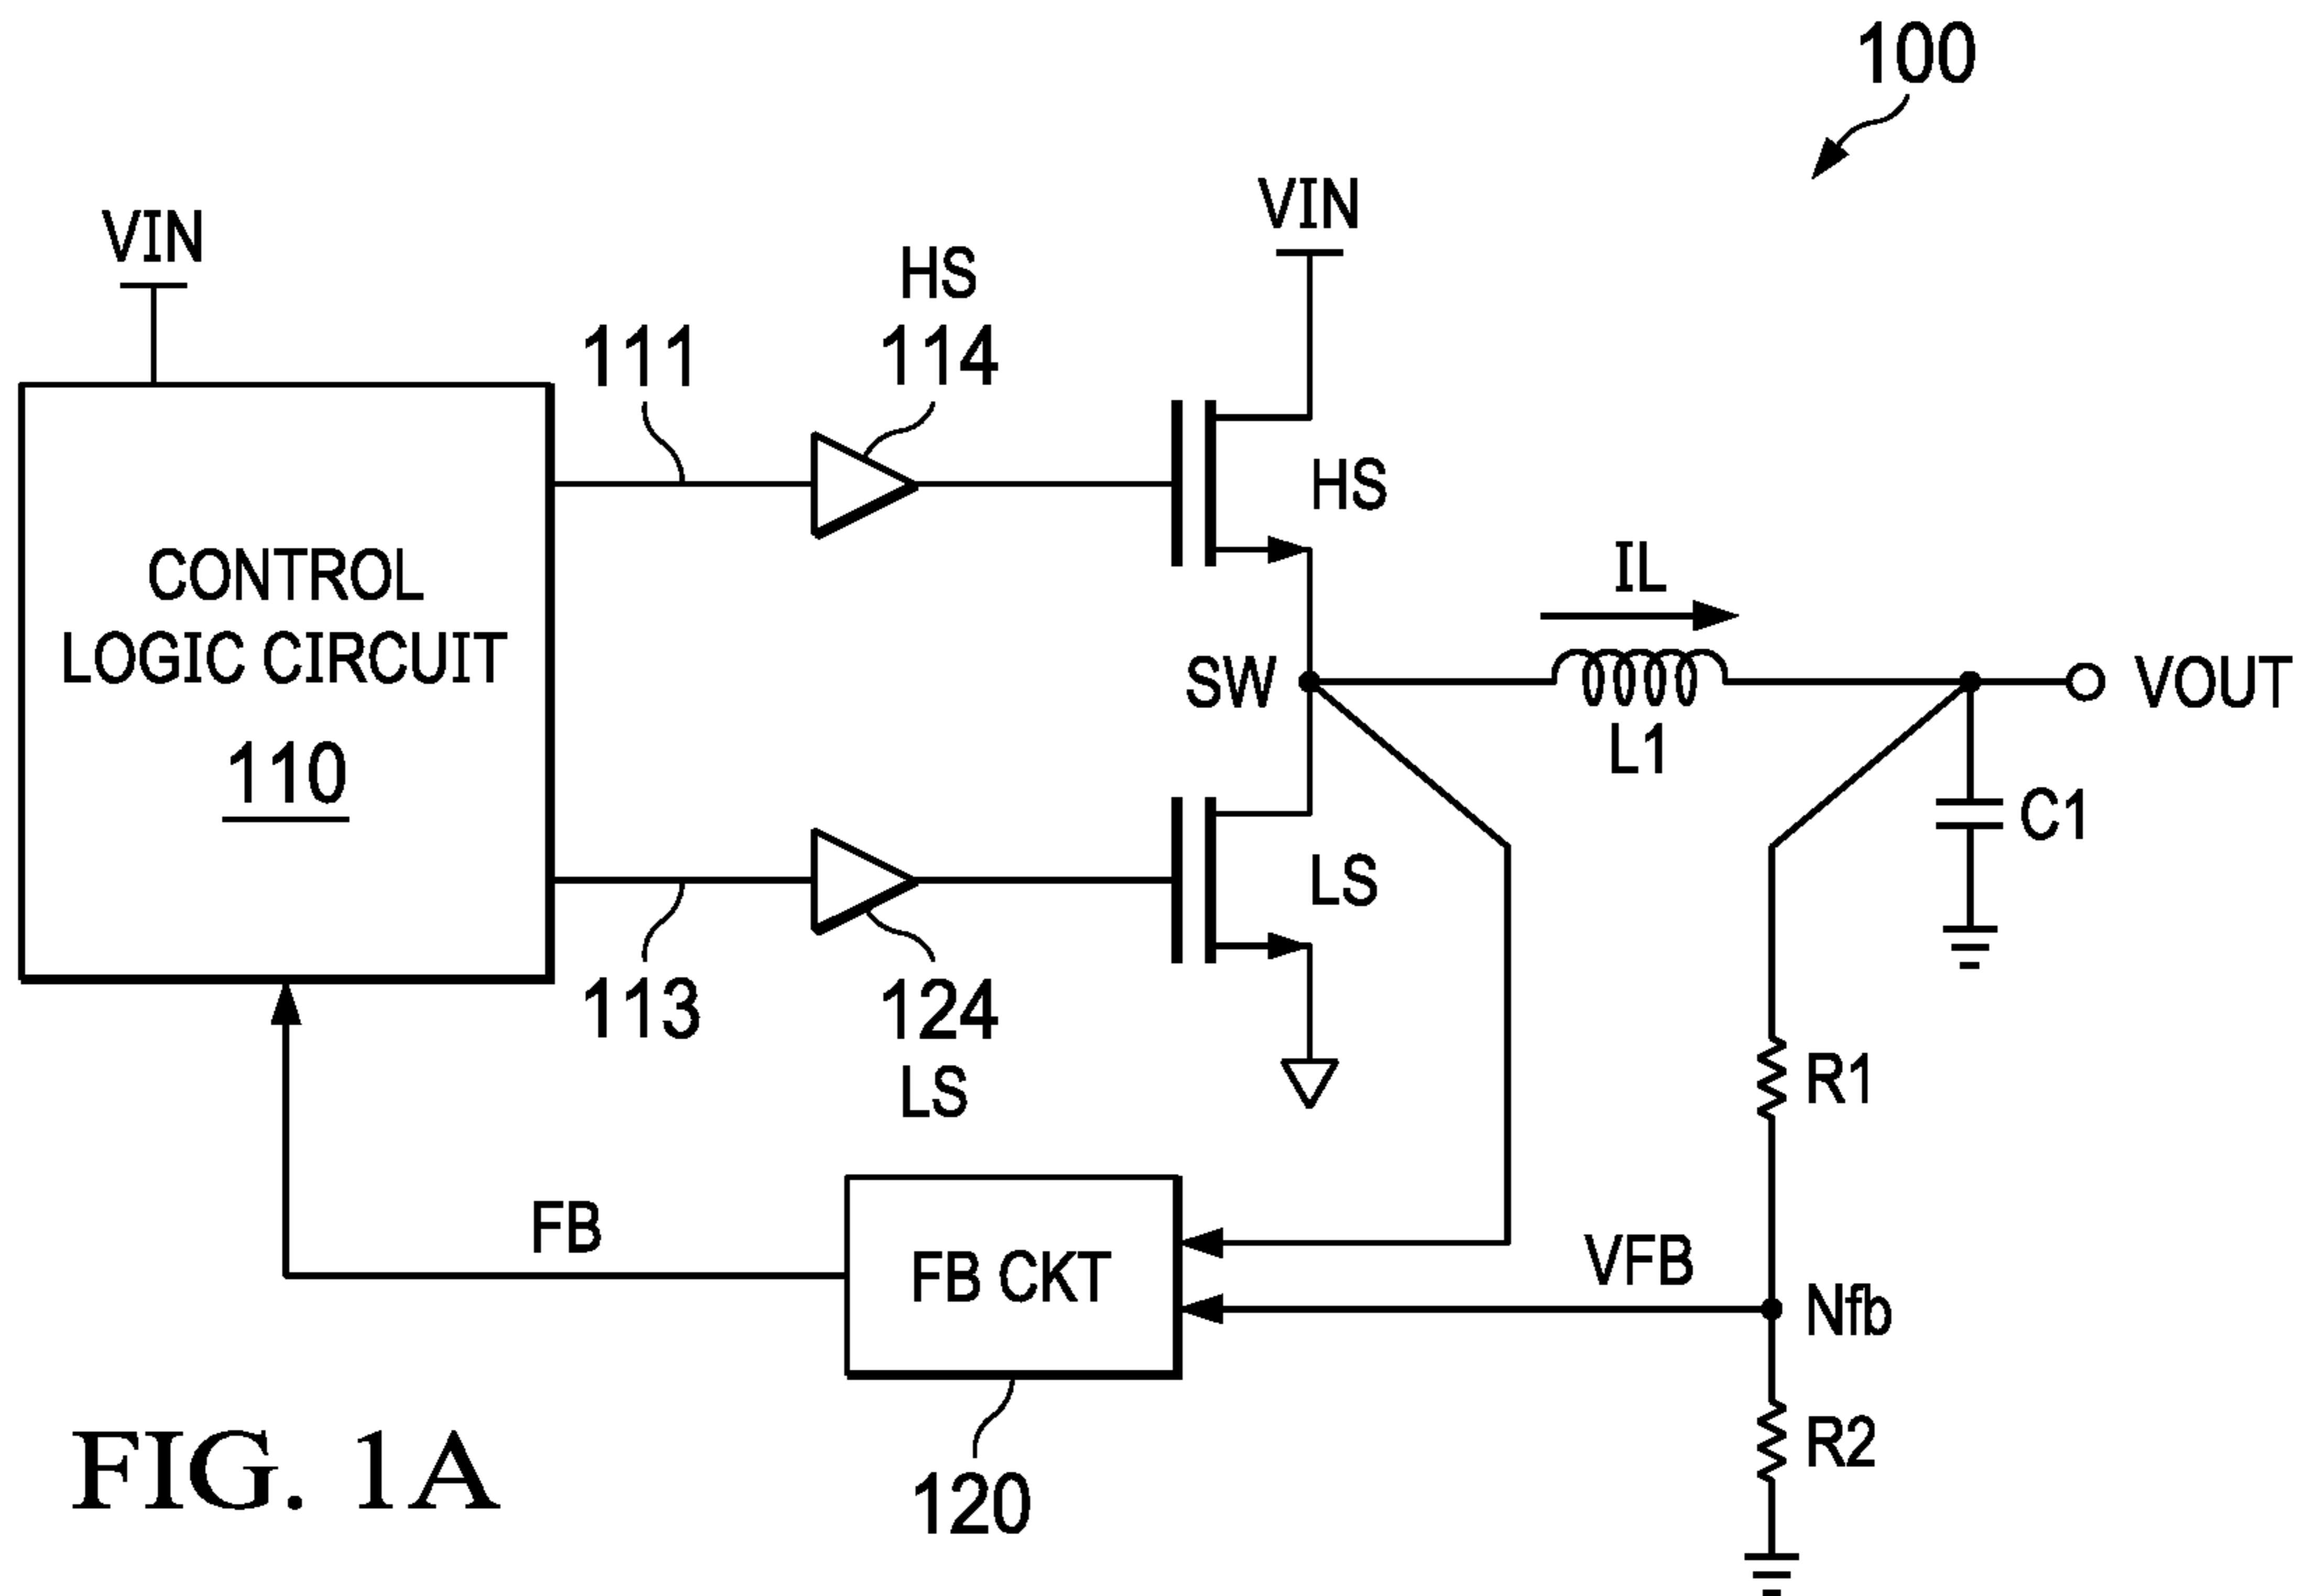 100
VIN
VIN
HS
114
111
HS
CONTROL
LOGIC CIRCUIT
110
IL
SW
L1
VOUT
C1
LS
113
124
LS
R1
FB
FB CKT
VFB
Nfb
R2
120
FIG. 1A